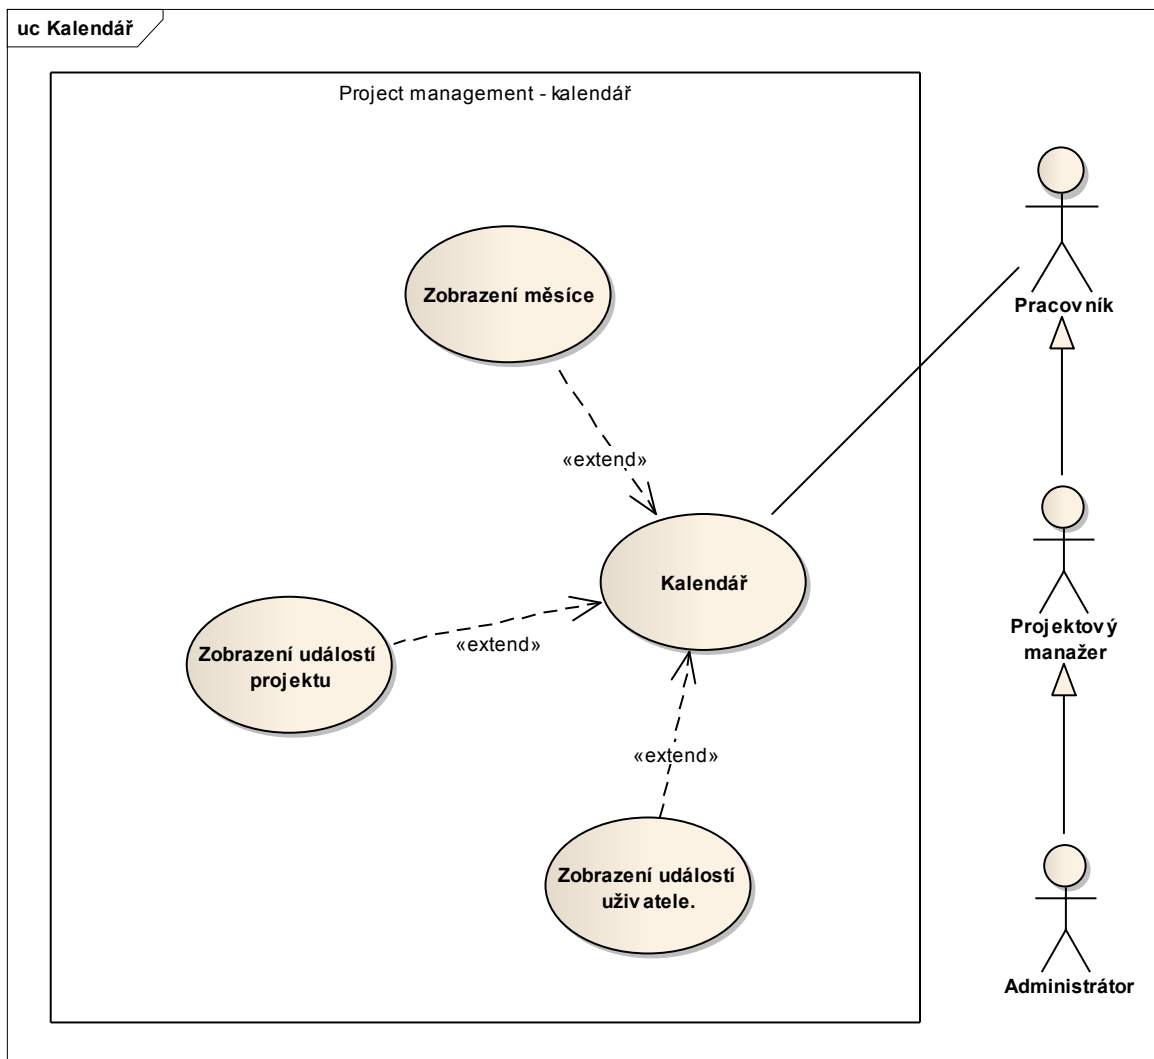 uc Kalendář
Project management - kalendář
Zobrazení měsíce
Pracovník
«extend»
Kalendář
Zobrazení událostí
projektu
«extend»
Projektový
manažer
«extend»
Zobrazení událostí
uživatele.
Administrátor